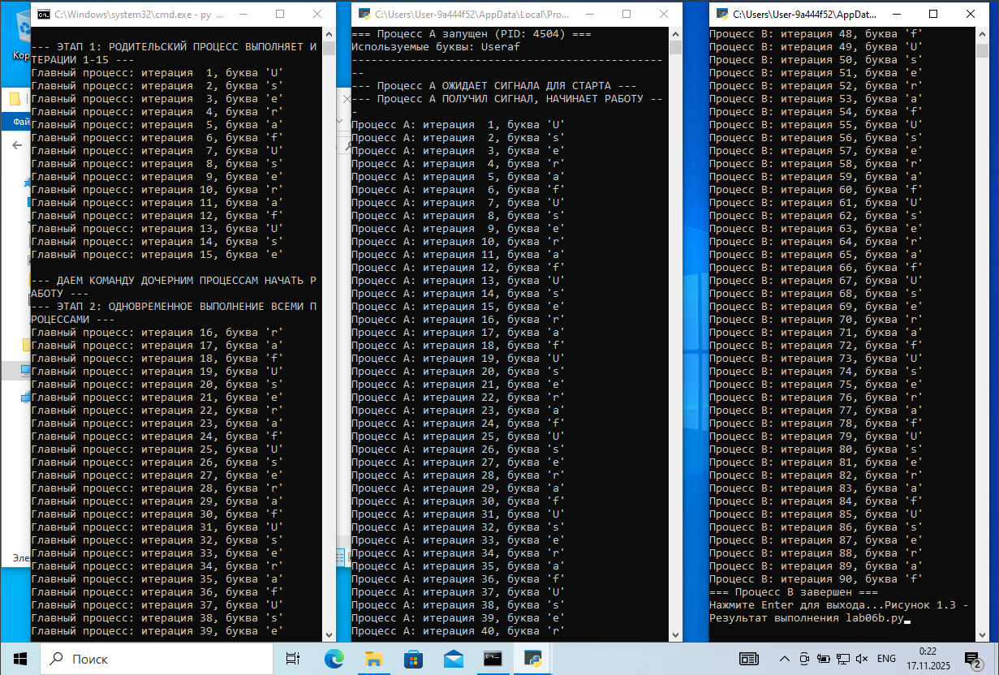 C:\Windows\system32\cmd.exe - py ...
--- ЭТАП 1: РОДИТЕЛЬСКИЙ ПРОЦЕСС ВЫПОЛНЯЕТ И
ТЕРАЦИИ 1-15 ---
Главный процесс: итерация  1, буква 'U'
Главный процесс: итерация  2, буква 's'
Главный процесс: итерация  3, буква 'e'
Главный процесс: итерация  4, буква 'r'
Главный процесс: итерация  5, буква 'a'
Главный процесс: итерация  6, буква 'f'
Главный процесс: итерация  7, буква 'U'
Главный процесс: итерация  8, буква 's'
Главный процесс: итерация  9, буква 'e'
Главный процесс: итерация 10, буква 'r'
Главный процесс: итерация 11, буква 'a'
Главный процесс: итерация 12, буква 'f'
Главный процесс: итерация 13, буква 'U'
Главный процесс: итерация 14, буква 's'
Главный процесс: итерация 15, буква 'e'
--- ДАЕМ КОМАНДУ ДОЧЕРНИМ ПРОЦЕССАМ НАЧАТЬ Р
АБОТУ ---
--- ЭТАП 2: ОДНОВРЕМЕННОЕ ВЫПОЛНЕНИЕ ВСЕМИ П
РОЦЕССАМИ ---
Главный процесс: итерация 16, буква 'r'
Главный процесс: итерация 17, буква 'a'
Главный процесс: итерация 18, буква 'f'
Главный процесс: итерация 19, буква 'U'
Главный процесс: итерация 20, буква 's'
Главный процесс: итерация 21, буква 'e'
Главный процесс: итерация 22, буква 'r'
Главный процесс: итерация 23, буква 'a'
Главный процесс: итерация 24, буква 'f'
Главный процесс: итерация 25, буква 'U'
Главный процесс: итерация 26, буква 's'
Главный процесс: итерация 27, буква 'e'
Главный процесс: итерация 28, буква 'r'
Главный процесс: итерация 29, буква 'a'
Главный процесс: итерация 30, буква 'f'
Главный процесс: итерация 31, буква 'U'
Главный процесс: итерация 32, буква 's'
Главный процесс: итерация 33, буква 'e'
Главный процесс: итерация 34, буква 'r'
Главный процесс: итерация 35, буква 'a'
Главный процесс: итерация 36, буква 'f'
Главный процесс: итерация 37, буква 'U'
Главный процесс: итерация 38, буква 's'
Главный процесс: итерация 39, буква 'e'
C:\Users\User-9a444f52\AppData\Local\Pro...
=== Процесс A запущен (PID: 4504) ===
Используемые буквы: Useraf
------------------------------------------------
--
--- Процесс A ОЖИДАЕТ СИГНАЛА ДЛЯ СТАРТА ---
--- Процесс A ПОЛУЧИЛ СИГНАЛ, НАЧИНАЕТ РАБОТУ --
-
Процесс A: итерация  1, буква 'U'
Процесс A: итерация  2, буква 's'
Процесс A: итерация  3, буква 'e'
Процесс A: итерация  4, буква 'r'
Процесс A: итерация  5, буква 'a'
Процесс A: итерация  6, буква 'f'
Процесс A: итерация  7, буква 'U'
Процесс A: итерация  8, буква 's'
Процесс A: итерация  9, буква 'e'
Процесс A: итерация 10, буква 'r'
Процесс A: итерация 11, буква 'a'
Процесс A: итерация 12, буква 'f'
Процесс A: итерация 13, буква 'U'
Процесс A: итерация 14, буква 's'
Процесс A: итерация 15, буква 'e'
Процесс A: итерация 16, буква 'r'
Процесс A: итерация 17, буква 'a'
Процесс A: итерация 18, буква 'f'
Процесс A: итерация 19, буква 'U'
Процесс A: итерация 20, буква 's'
Процесс A: итерация 21, буква 'e'
Процесс A: итерация 22, буква 'r'
Процесс A: итерация 23, буква 'a'
Процесс A: итерация 24, буква 'f'
Процесс A: итерация 25, буква 'U'
Процесс A: итерация 26, буква 's'
Процесс A: итерация 27, буква 'e'
Процесс A: итерация 28, буква 'r'
Процесс A: итерация 29, буква 'a'
Процесс A: итерация 30, буква 'f'
Процесс A: итерация 31, буква 'U'
Процесс A: итерация 32, буква 's'
Процесс A: итерация 33, буква 'e'
Процесс A: итерация 34, буква 'r'
Процесс A: итерация 35, буква 'a'
Процесс A: итерация 36, буква 'f'
Процесс A: итерация 37, буква 'U'
Процесс A: итерация 38, буква 's'
Процесс A: итерация 39, буква 'e'
Процесс A: итерация 40, буква 'r'
C:\Users\User-9a444f52\AppDat...
Процесс B: итерация 48, буква 'f'
Процесс B: итерация 49, буква 'U'
Процесс B: итерация 50, буква 's'
Процесс B: итерация 51, буква 'e'
Процесс B: итерация 52, буква 'r'
Процесс B: итерация 53, буква 'a'
Процесс B: итерация 54, буква 'f'
Процесс B: итерация 55, буква 'U'
Процесс B: итерация 56, буква 's'
Процесс B: итерация 57, буква 'e'
Процесс B: итерация 58, буква 'r'
Процесс B: итерация 59, буква 'a'
Процесс B: итерация 60, буква 'f'
Процесс B: итерация 61, буква 'U'
Процесс B: итерация 62, буква 's'
Процесс B: итерация 63, буква 'e'
Процесс B: итерация 64, буква 'r'
Процесс B: итерация 65, буква 'a'
Процесс B: итерация 66, буква 'f'
Процесс B: итерация 67, буква 'U'
Процесс B: итерация 68, буква 's'
Процесс B: итерация 69, буква 'e'
Процесс B: итерация 70, буква 'r'
Процесс B: итерация 71, буква 'a'
Процесс B: итерация 72, буква 'f'
Процесс B: итерация 73, буква 'U'
Процесс B: итерация 74, буква 's'
Процесс B: итерация 75, буква 'e'
Процесс B: итерация 76, буква 'r'
Процесс B: итерация 77, буква 'a'
Процесс B: итерация 78, буква 'f'
Процесс B: итерация 79, буква 'U'
Процесс B: итерация 80, буква 's'
Процесс B: итерация 81, буква 'e'
Процесс B: итерация 82, буква 'r'
Процесс B: итерация 83, буква 'a'
Процесс B: итерация 84, буква 'f'
Процесс B: итерация 85, буква 'U'
Процесс B: итерация 86, буква 's'
Процесс B: итерация 87, буква 'e'
Процесс B: итерация 88, буква 'r'
Процесс B: итерация 89, буква 'a'
Процесс B: итерация 90, буква 'f'
=== Процесс B завершен ===
Нажмите Enter для выхода...Рисунок 1.3 -
Результат выполнения lab06b.py
Кор
Фай
Эле
Поиск
ENG
0:22
17.11.2025
2